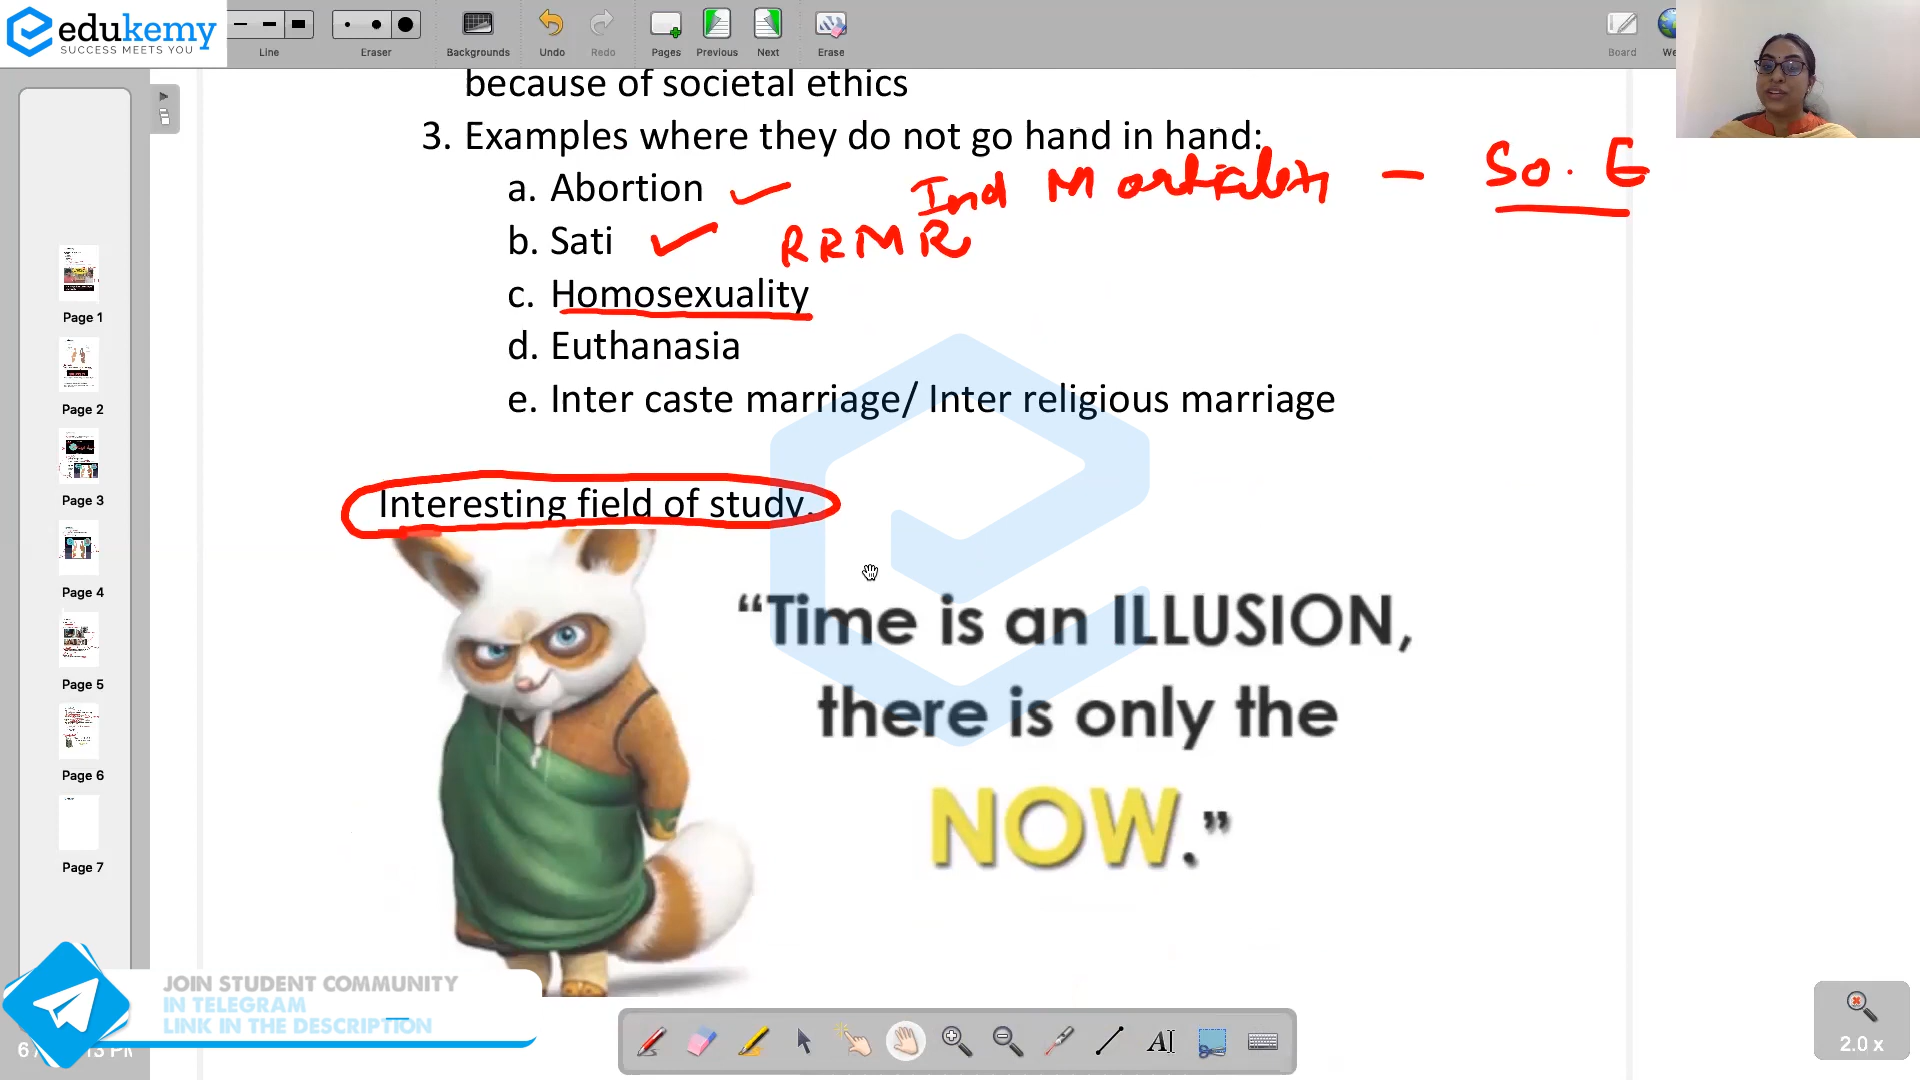 edukemy
SUCCESS MEETS YOU
Line
Eraser
Backgrounds
Undo
Redo
Pages
Previous
Next
Erase
Board
because of societal ethics
3. Examples where they do not go hand in hand:
a. Abortion
Ind
So. E
b. Sati
RRMR
c. Homosexuality
d. Euthanasia
e. Inter caste marriage/ Inter religious marriage
Interesting field of study.
“Time is an ILLUSION,
there is only the
NOW.”
Page 1
Page 2
Page 3
Page 4
Page 5
Page 6
Page 7
JOIN STUDENT COMMUNITY
IN TELEGRAM
LINK IN THE DESCRIPTION
2.0 x